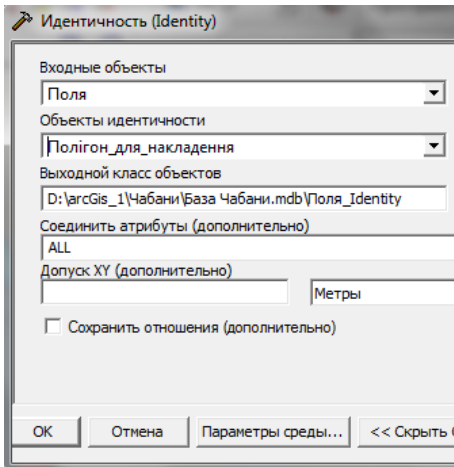 Идентичность (Identity)
Входные объекты
Поля
Объекты идентичности
Полігон_для_накладення
Выходной класс объектов
D:\arcGis_1\Чабани\База Чабани.mdb\Поля_Identity
Соединить атрибуты (дополнительно)
ALL
Допуск XY (дополнительно)
Метры
Сохранить отношения (дополнительно)
OK Отмена Параметры среды... << Скрыть